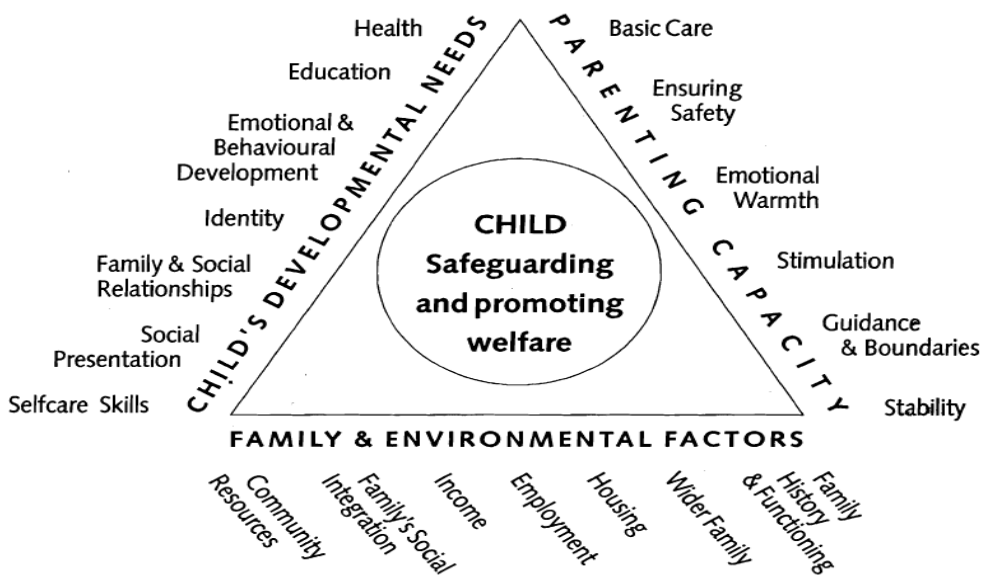 Health
Education
Emotional &
Behavioural
Development
Identity
Family & Social
Relationships
Social
Presentation
Selfcare Skills
CHILD'S DEVELOPMENTAL NEEDS
PARENTING CAPACITY
Basic Care
Ensuring
Safety
Emotional
Warmth
Stimulation
Guidance
& Boundaries
Stability
CHILD
Safeguarding
and promoting
welfare
FAMILY & ENVIRONMENTAL FACTORS
Community
Resources
Family's Social
Integration
Income
Employment
Housing
Wider Family
Family
History
& Functioning